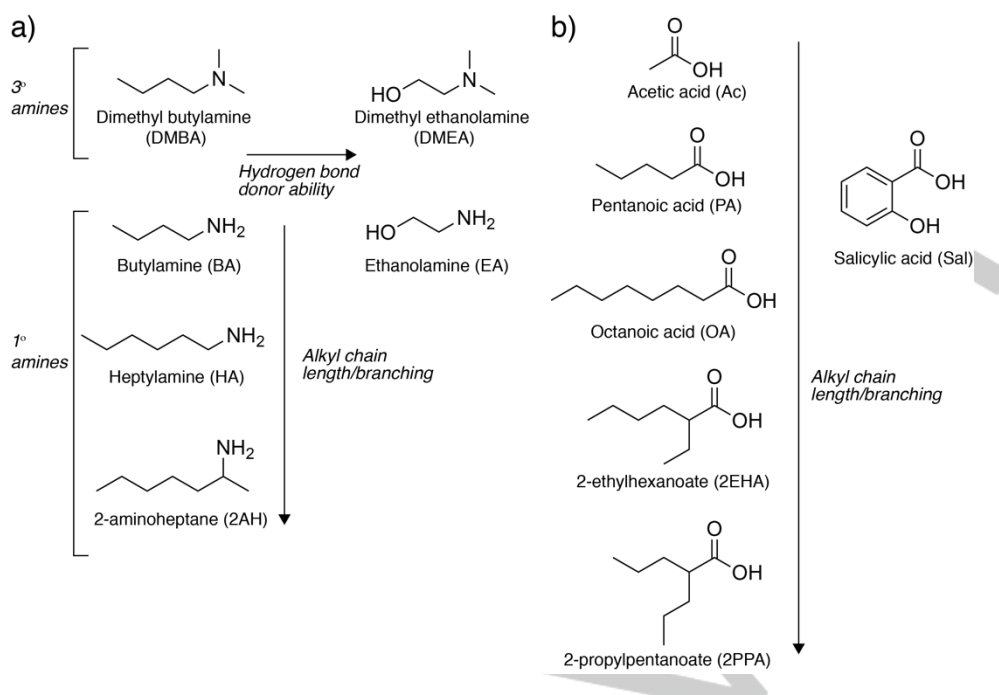 a)
3º
amines
N
Dimethyl butylamine
(DMBA)
HO
N
Dimethyl ethanolamine
(DMEA)
Hydrogen bond
donor ability
1º
amines
NH2
Butylamine (BA)
HO
NH2
Ethanolamine (EA)
NH2
Heptylamine (HA)
Alkyl chain
length/branching
NH2
2-aminoheptane (2AH)
b)
O
OH
Acetic acid (Ac)
O
OH
Pentanoic acid (PA)
O
OH
OH
Salicylic acid (Sal)
O
OH
Octanoic acid (OA)
Alkyl chain
length/branching
O
OH
2-ethylhexanoate (2EHA)
O
OH
2-propylpentanoate (2PPA)